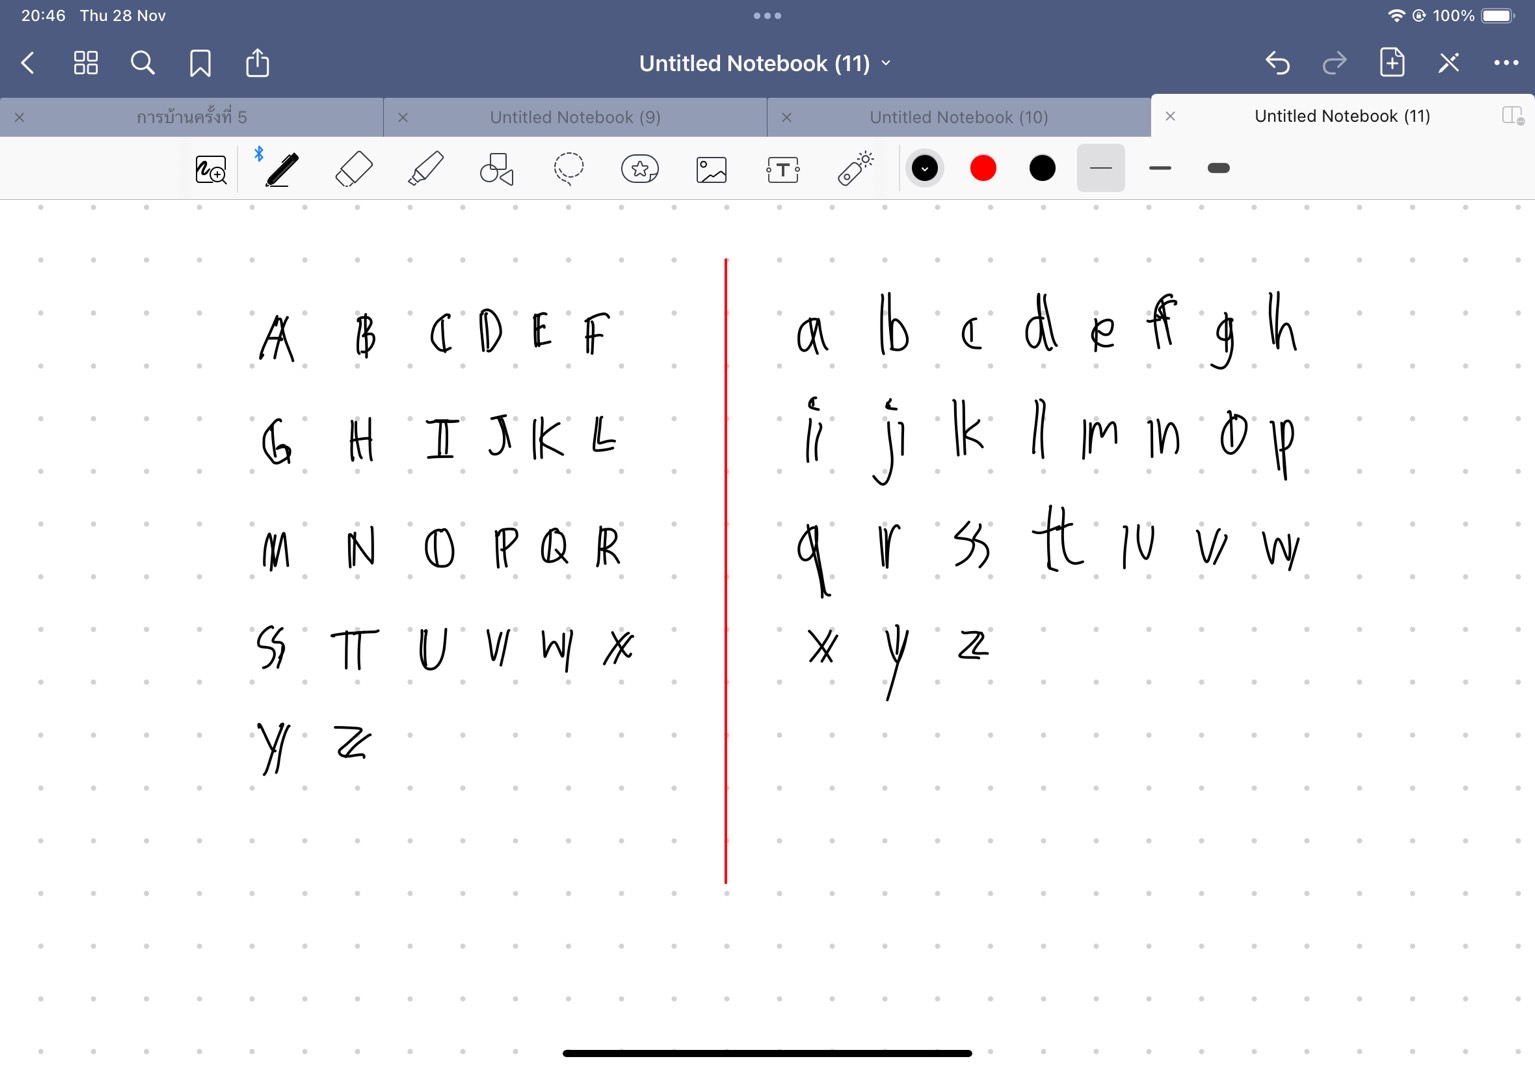 20:46 Thu 28 Nov
100%
Untitled Notebook (11)
การบ้านครั้งที่ 5
Untitled Notebook (9)
Untitled Notebook (10)
Untitled Notebook (11)
𝔸 𝔹 ℂ 𝔻 𝔼 𝔽
𝔾 ℍ 𝕀 𝕁 𝕂 𝕃
𝕄 ℕ 𝕆 ℙ ℚ ℝ
𝕊 𝕋 𝕌 𝕍 𝕎 𝕏
𝕐 ℤ
𝕒 𝕓 𝕔 𝕕 𝕖 𝕗 𝕘 𝕙
𝕚 𝕛 𝕜 𝕝 𝕞 𝕟 𝕠 𝕡
𝕢 𝕣 𝕤 𝕥 𝕦 𝕧 𝕨
𝕩 𝕪 𝕫